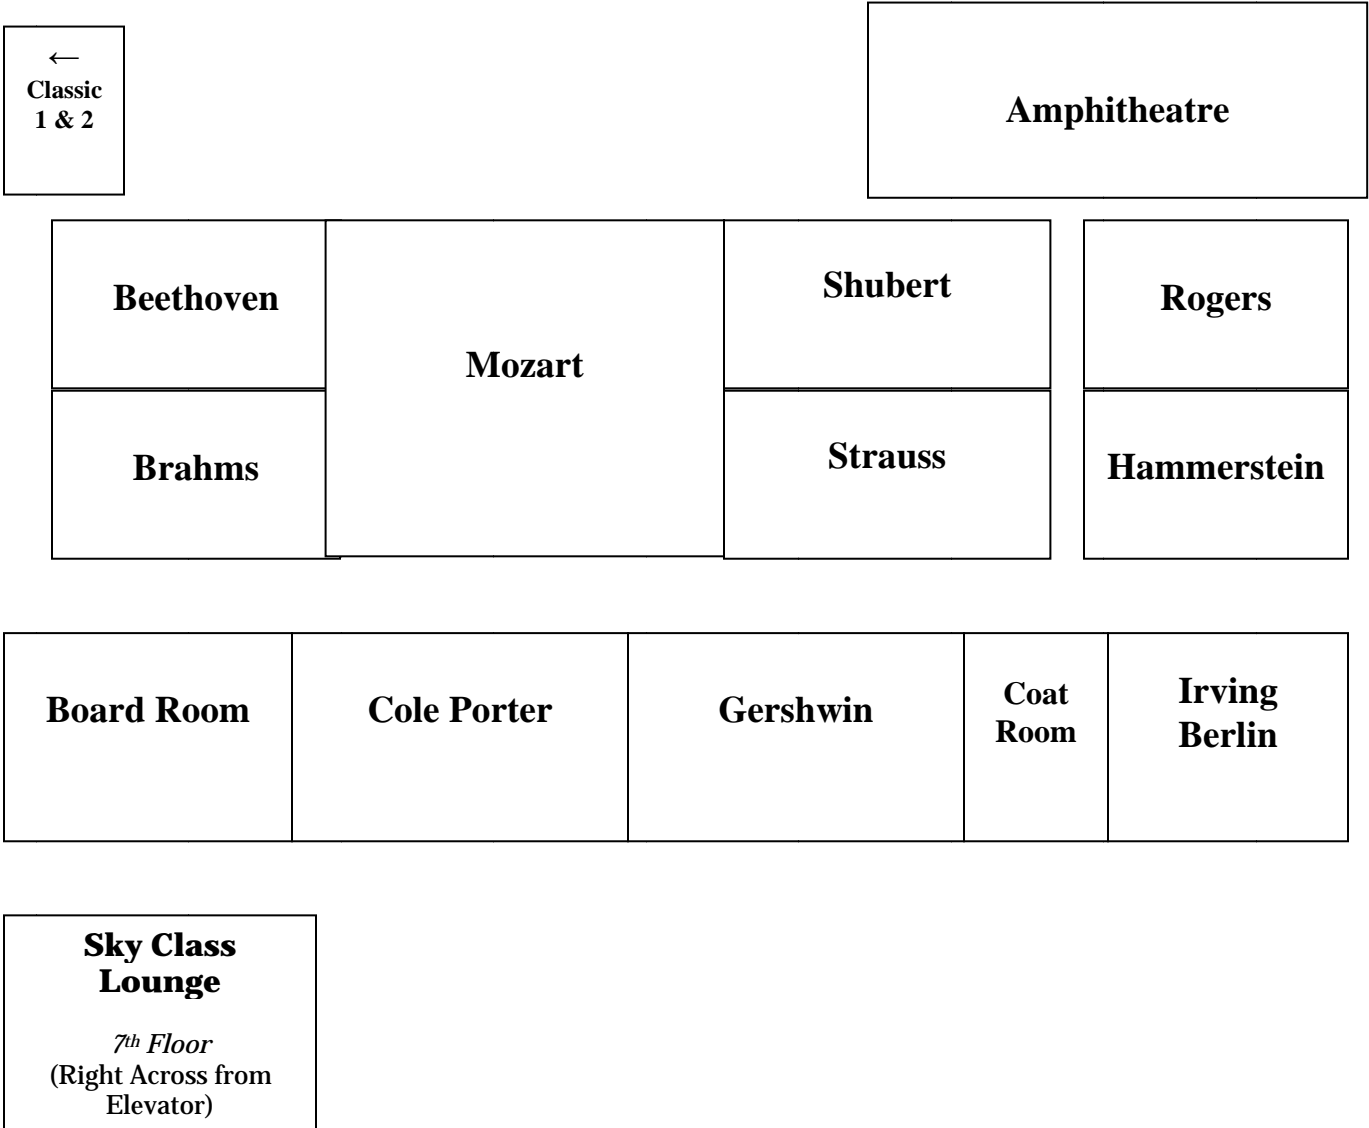 ←
Classic
1 & 2
Amphitheatre
Beethoven
Mozart
Shubert
Rogers
Brahms
Strauss
Hammerstein
Board Room
Cole Porter
Gershwin
Coat
Room
Irving
Berlin
Sky Class
Lounge
7th Floor
(Right Across from
Elevator)